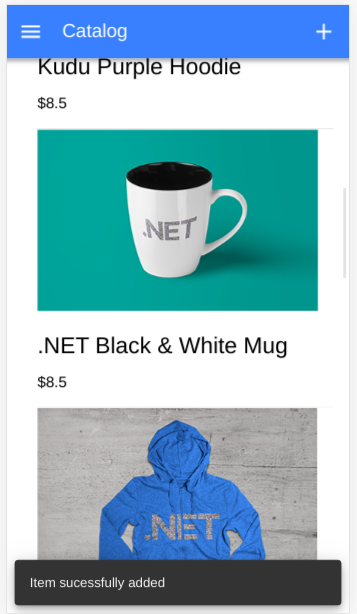 Catalog
Kudu Purple Hoodie
$8.5
.NET
.NET Black & White Mug
$8.5
.NET
Item sucessfully added